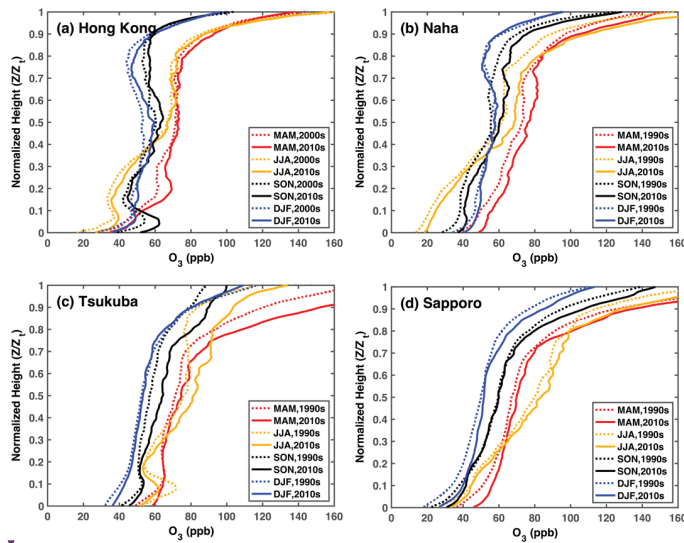 (a) Hong Kong
Normalized Height (Z/Zt)
1
0.9
0.8
0.7
0.6
0.5
0.4
0.3
0.2
0.1
0
0 20 40 60 80 100 120 140 160
O3 (ppb)
MAM,2000s
MAM,2010s
JJA,2000s
JJA,2010s
SON,2000s
SON,2010s
DJF,2000s
DJF,2010s
(b) Naha
Normalized Height (Z/Zt)
1
0.9
0.8
0.7
0.6
0.5
0.4
0.3
0.2
0.1
0
0 20 40 60 80 100 120 140 160
O3 (ppb)
MAM,1990s
MAM,2010s
JJA,1990s
JJA,2010s
SON,1990s
SON,2010s
DJF,1990s
DJF,2010s
(c) Tsukuba
Normalized Height (Z/Zt)
1
0.9
0.8
0.7
0.6
0.5
0.4
0.3
0.2
0.1
0
0 20 40 60 80 100 120 140 160
O3 (ppb)
MAM,1990s
MAM,2010s
JJA,1990s
JJA,2010s
SON,1990s
SON,2010s
DJF,1990s
DJF,2010s
(d) Sapporo
Normalized Height (Z/Zt)
1
0.9
0.8
0.7
0.6
0.5
0.4
0.3
0.2
0.1
0
0 20 40 60 80 100 120 140 160
O3 (ppb)
MAM,1990s
MAM,2010s
JJA,1990s
JJA,2010s
SON,1990s
SON,2010s
DJF,1990s
DJF,2010s